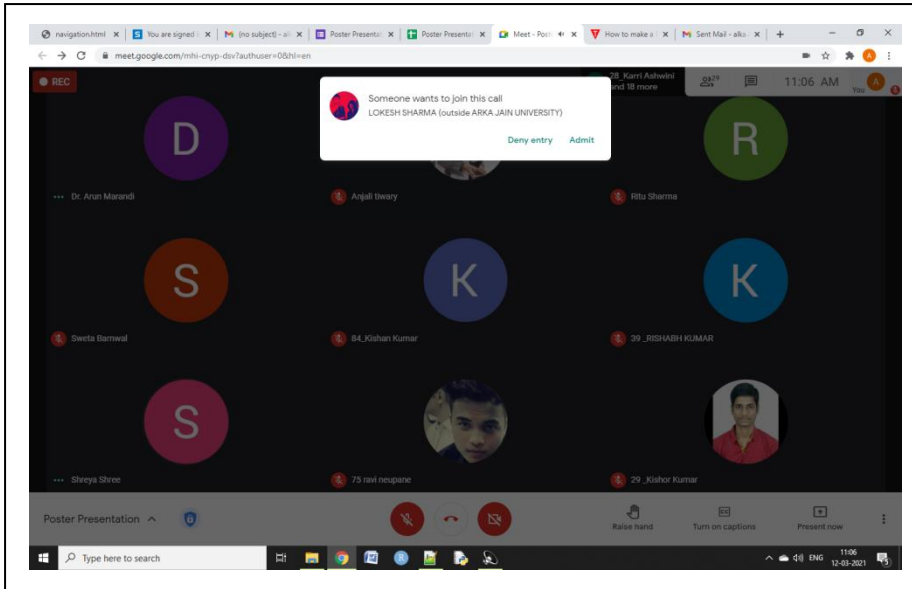 navigation.html
You are signed i
(no subject) - al
Poster Presenta
Poster Presentat
Meet - Post
How to make a
Sent Mail - alka
meet.google.com/mhi-cnyp-dsv?authuser=0&hl=en
REC
Someone wants to join this call
LOKESH SHARMA (outside ARKA JAIN UNIVERSITY)
Deny entry Admit
28_Karri Ashwini
and 18 more
29
11:06 AM
You
A
D
R
Dr. Arun Marandi
Anjali tiwary
Ritu Sharma
S
K
K
Sweta Barnwal
84_Kishan Kumar
39 _RISHABH KUMAR
S
Shreya Shree
75 ravi neupane
29 _Kishor Kumar
Poster Presentation
Raise hand
CC
Turn on captions
Present now
Type here to search
ENG
11:06
12-03-2021